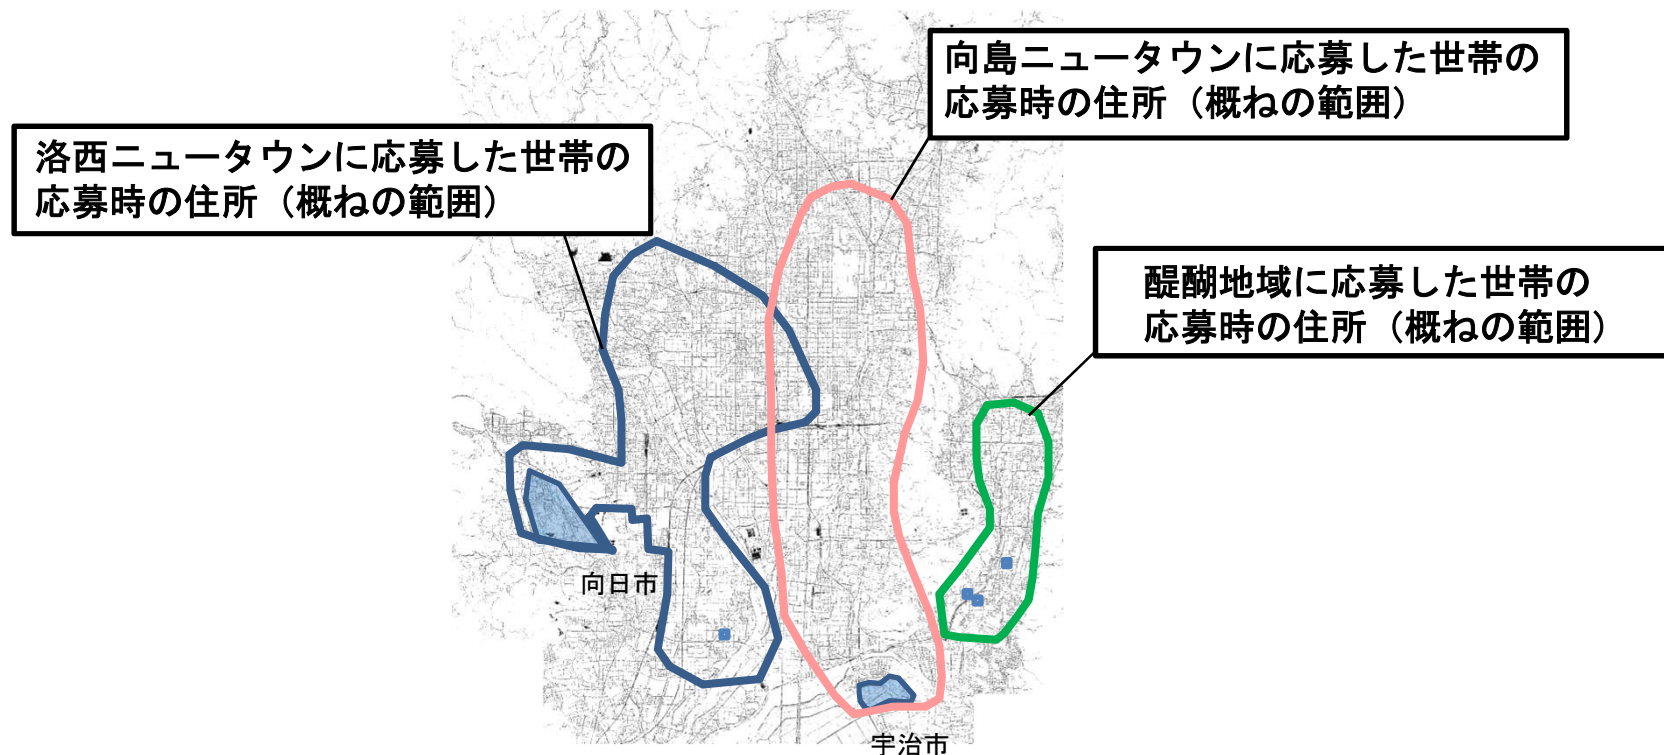 向島ニュータウンに応募した世帯の
応募時の住所（概ねの範囲）
洛西ニュータウンに応募した世帯の
応募時の住所（概ねの範囲）
醍醐地域に応募した世帯の
応募時の住所（概ねの範囲）
向日市
宇治市